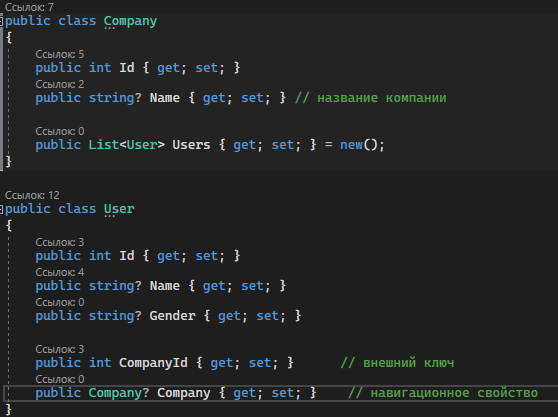 Ссылок: 7
public class Company
{
Ссылок: 5
public int Id { get; set; }
Ссылок: 2
public string? Name { get; set; } // название компании
Ссылок: 0
public List<User> Users { get; set; } = new();
}
Ссылок: 12
public class User
{
Ссылок: 3
public int Id { get; set; }
Ссылок: 4
public string? Name { get; set; }
Ссылок: 0
public string? Gender { get; set; }
Ссылок: 3
public int CompanyId { get; set; } // внешний ключ
Ссылок: 0
public Company? Company { get; set; } // навигационное свойство
}